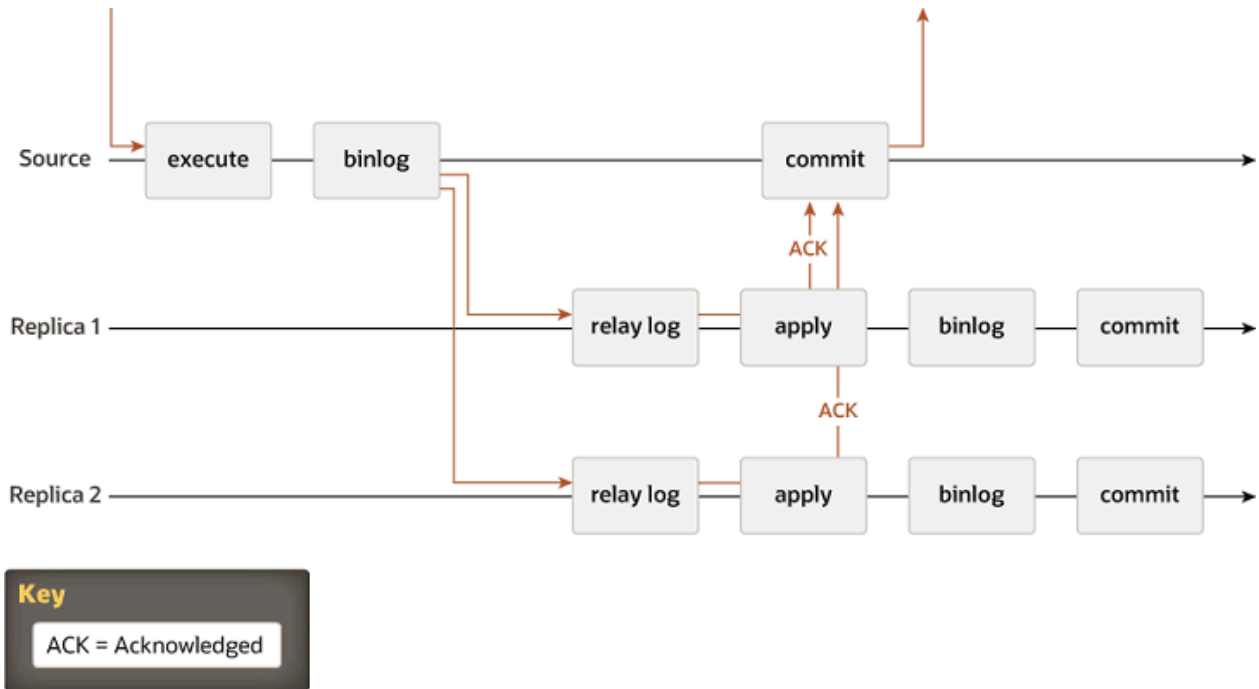 Source
execute
binlog
commit
ACK
Replica 1
relay log
apply
binlog
commit
ACK
Replica 2
relay log
apply
binlog
commit
Key
ACK = Acknowledged